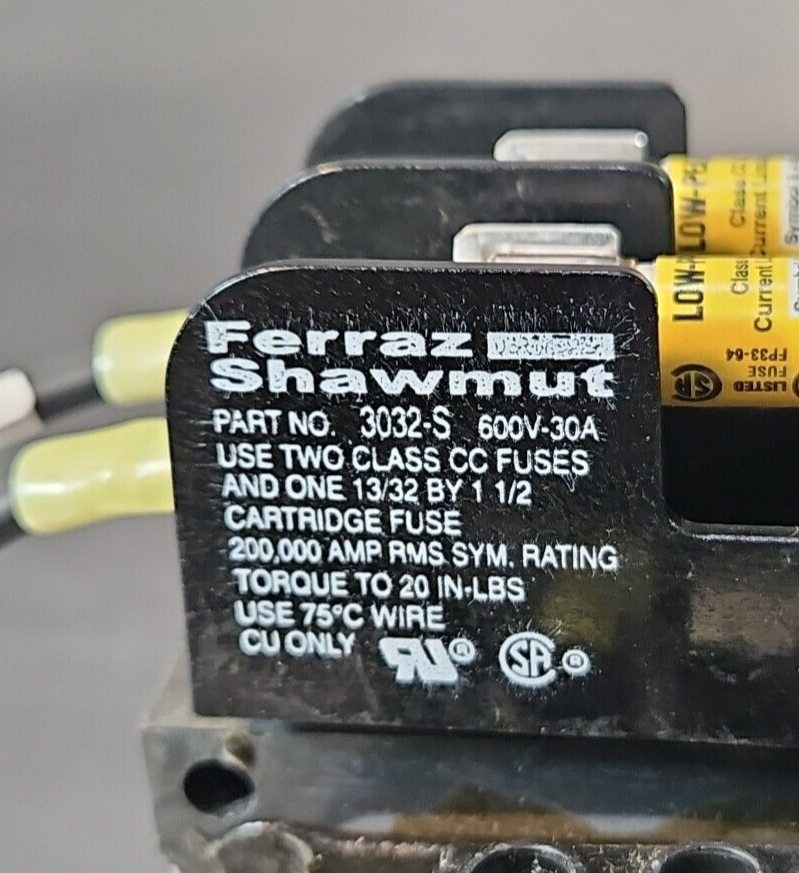 Ferraz
Shawmut
PART NO. 3032-S 600V-30A
USE TWO CLASS CC FUSES
AND ONE 13/32 BY 1 1/2
CARTRIDGE FUSE
200,000 AMP RMS SYM. RATING
TORQUE TO 20 IN-LBS
USE 75°C WIRE
CU ONLY
LOW-
Class
Current
LISTED
FUSE
FP33-64